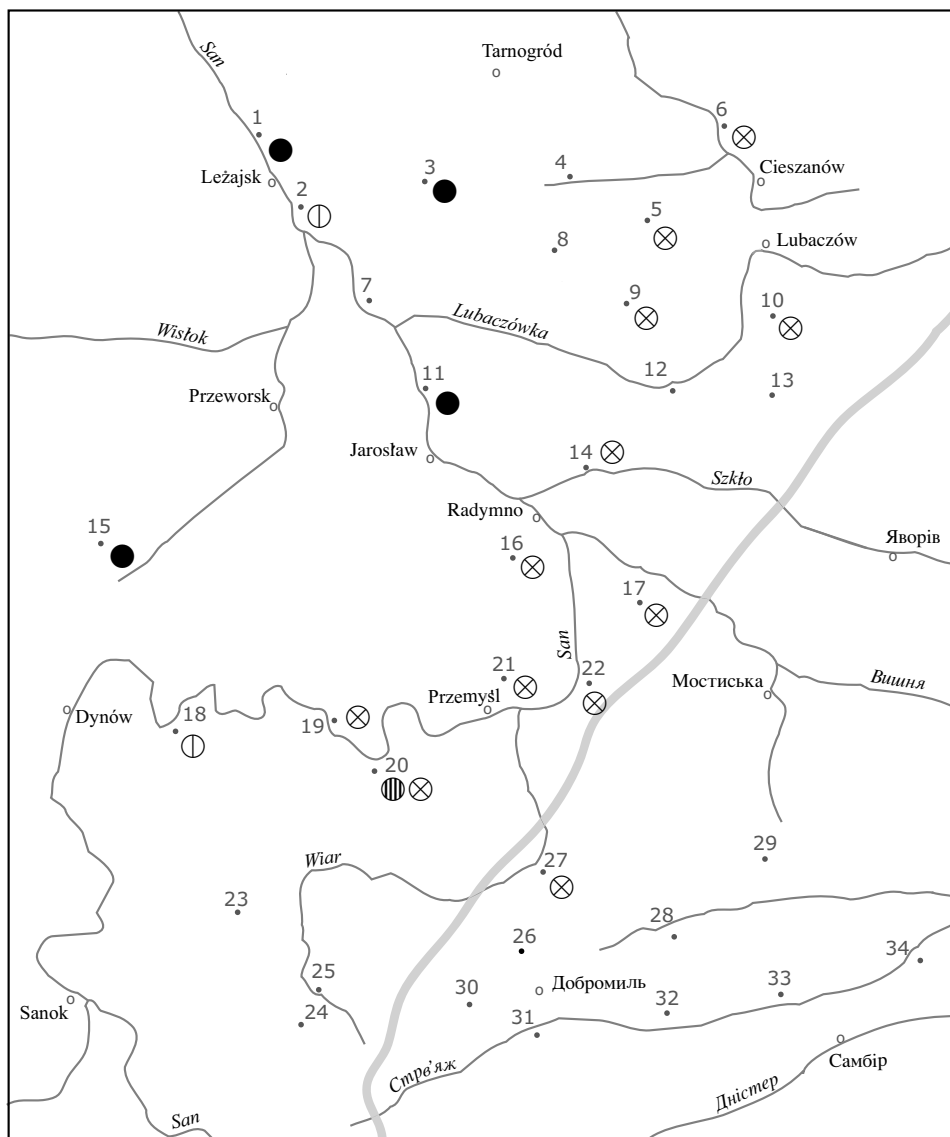 San
Tarnogród
1
6
3
4
Leżajsk
Cieszanów
2
5
8
Lubaczów
7
9
10
Lubaczówka
Wisłok
11
12
13
Przeworsk
Jarosław
14
Szkło
Radymno
15
16
Яворів
17
San
21
22
Мостиська
Вишня
Przemyśl
Dynów
18
19
20
Wiar
27
29
23
26
28
34
25
Добромиль
33
Sanok
24
30
31
32
Стрв'яж
Самбір
Дністер
San